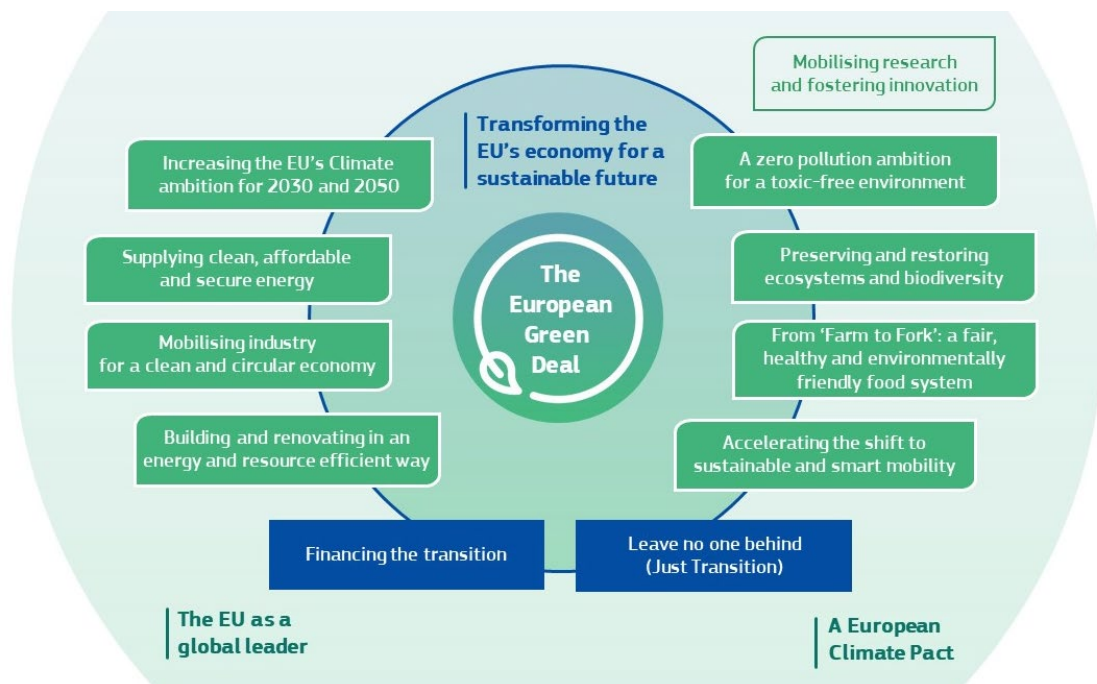 Mobilising research
and fostering innovation
Transforming the
EU's economy for a
sustainable future
Increasing the EU's Climate
ambition for 2030 and 2050
A zero pollution ambition
for a toxic-free environment
Supplying clean, affordable
and secure energy
Preserving and restoring
ecosystems and biodiversity
The
European
Green
Deal
Mobilising industry
for a clean and circular economy
From ‘Farm to Fork’: a fair,
healthy and environmentally
friendly food system
Building and renovating in an
energy and resource efficient way
Accelerating the shift to
sustainable and smart mobility
Financing the transition
Leave no one behind
(Just Transition)
The EU as a
global leader
A European
Climate Pact